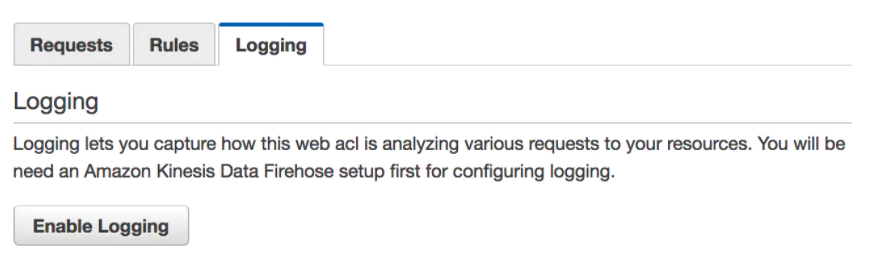 Requests Rules Logging
Logging
Logging lets you capture how this web acl is analyzing various requests to your resources. You will be
need an Amazon Kinesis Data Firehose setup first for configuring logging.
Enable Logging